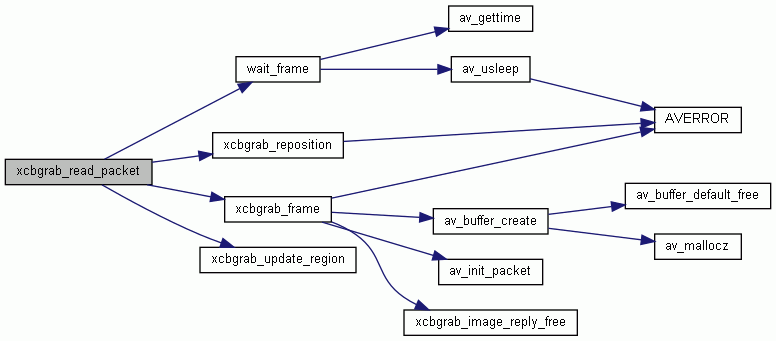 av_gettime
wait_frame
av_usleep
AVERROR
xcbgrab_reposition
xcbgrab_read_packet
av_buffer_default_free
xcbgrab_frame
av_buffer_create
av_mallocz
xcbgrab_update_region
av_init_packet
xcbgrab_image_reply_free